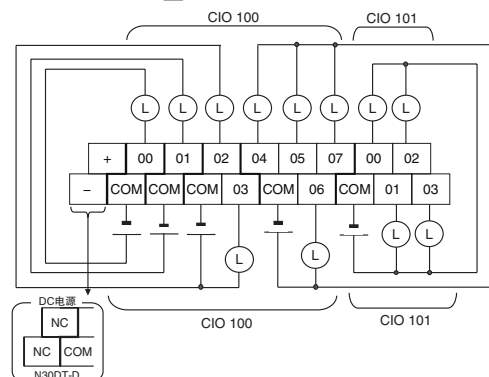 CIO 100 CIO 101
L L L L L L L L
+ 00 01 02 04 05 07 00 02
− COM COM COM 03 COM 06 COM 01 03
L L
L L
DC电源
NC
NC COM
N30DT-D
CIO 100 CIO 101